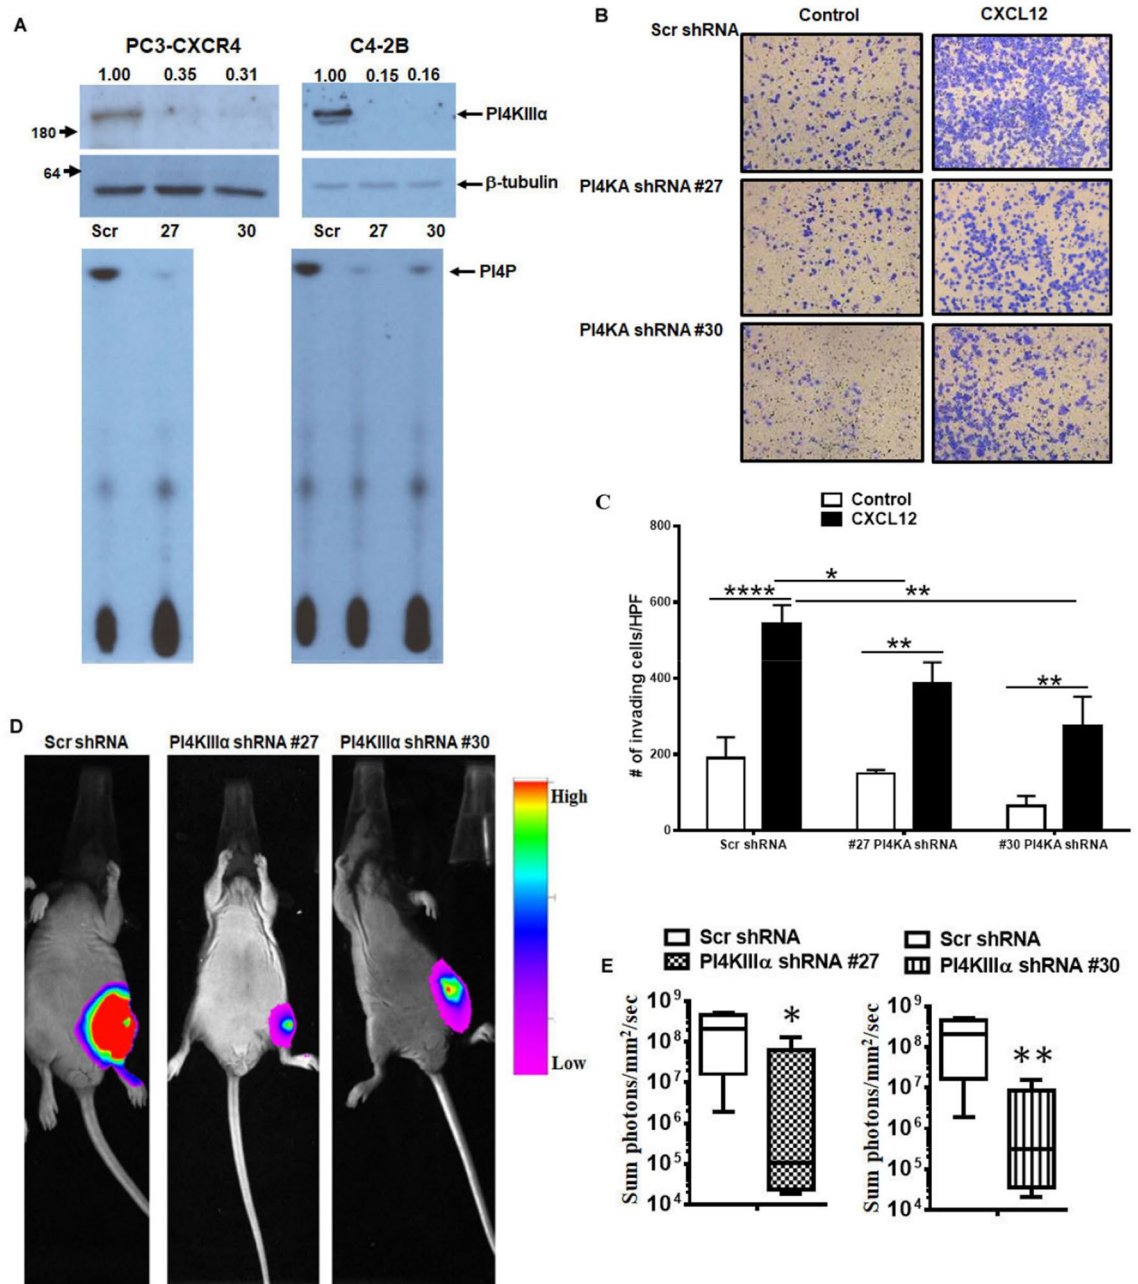 A
PC3-CXCR4
C4-2B
1.00 0.35 0.31
1.00 0.15 0.16
PI4KIIIα
180
64
β-tubulin
Scr 27 30
Scr 27 30
PI4P
B
Control
CXCL12
Scr shRNA
PI4KA shRNA #27
PI4KA shRNA #30
C
Control
CXCL12
# of invading cells/HPF
800
600
400
200
0
****
*
**
**
**
Scr shRNA
#27 PI4KA shRNA
#30 PI4KA shRNA
D
Scr shRNA
PI4KIIIα shRNA #27
PI4KIIIα shRNA #30
High
Low
E
Scr shRNA
PI4KIIIα shRNA #27
Sum photons/mm²/sec
10⁹
10⁸
10⁷
10⁶
10⁵
10⁴
*
Scr shRNA
PI4KIIIα shRNA #30
Sum photons/mm²/sec
10⁹
10⁸
10⁷
10⁶
10⁵
10⁴
**